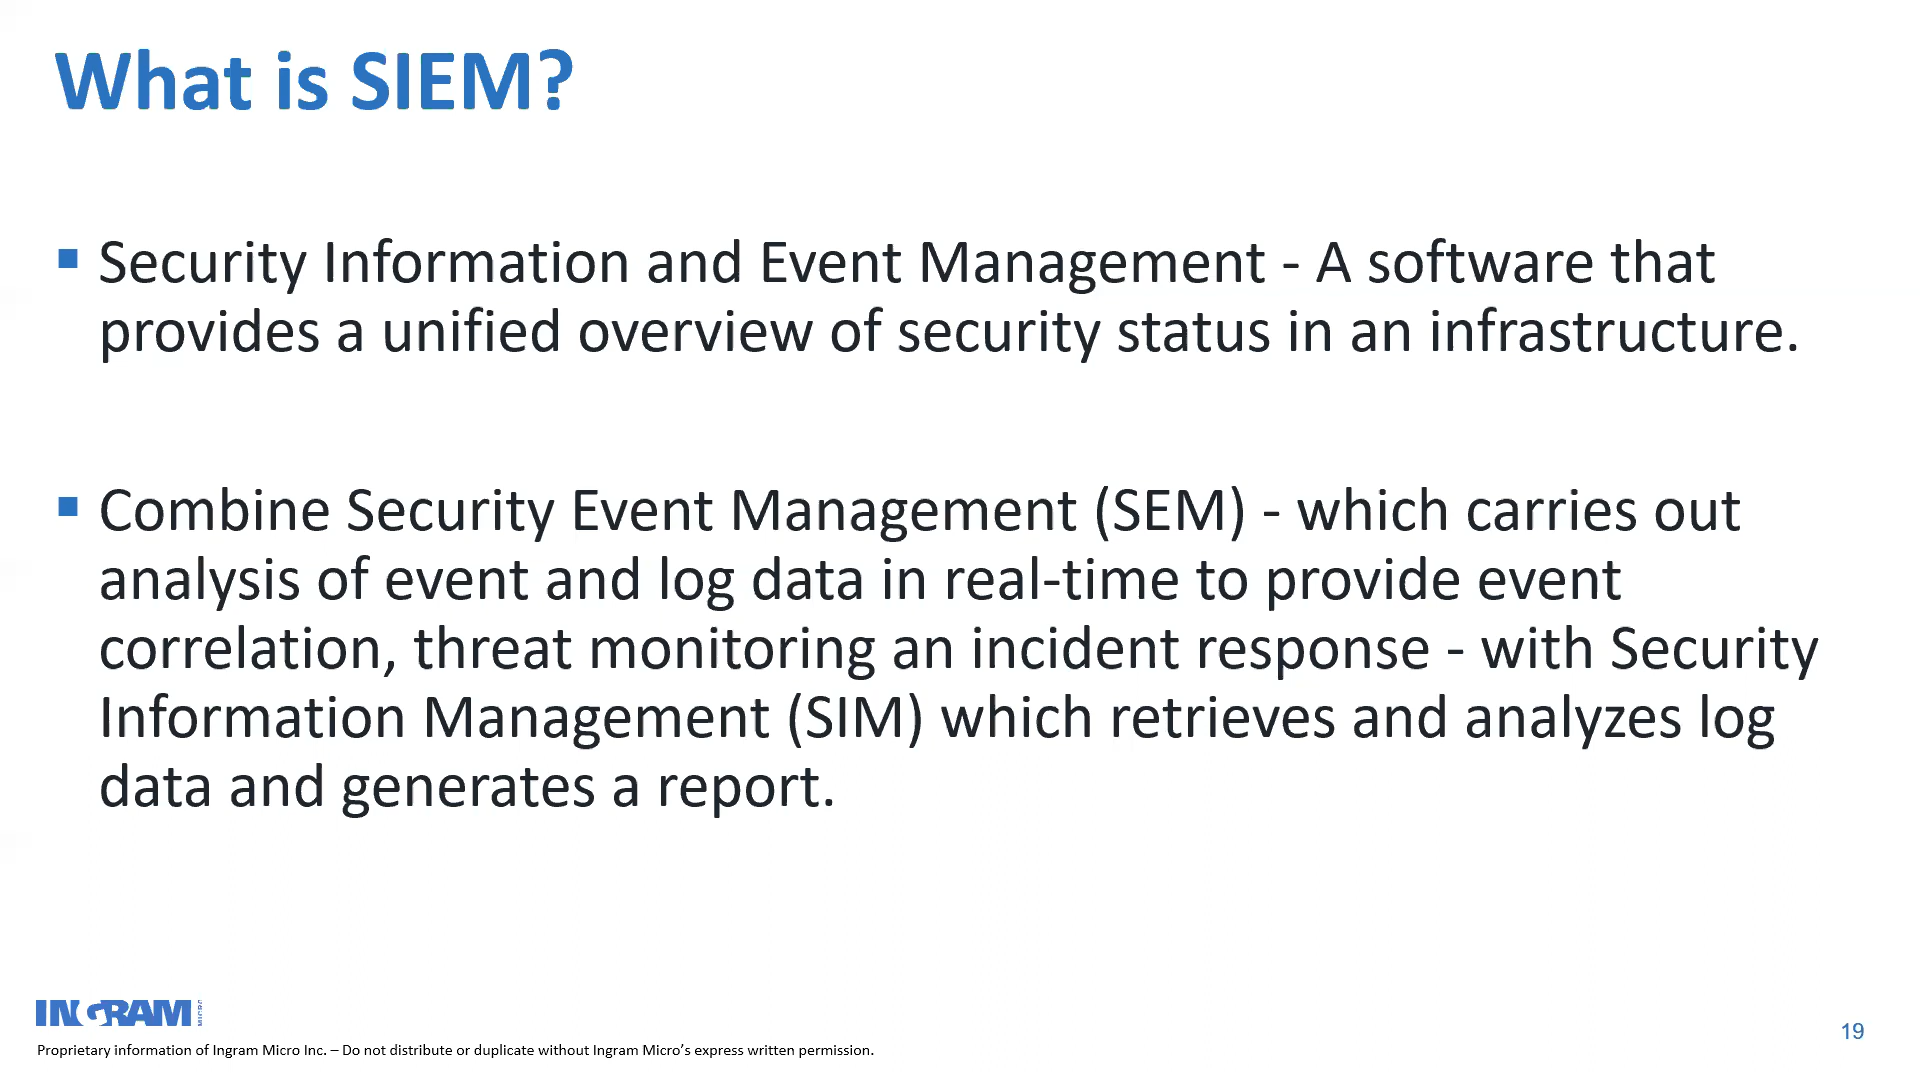 What is SIEM?
Security Information and Event Management - A software that
provides a unified overview of security status in an infrastructure.
Combine Security Event Management (SEM) - which carries out
analysis of event and log data in real-time to provide event
correlation, threat monitoring an incident response - with Security
Information Management (SIM) which retrieves and analyzes log
data and generates a report.
INGRAM MICRO
Proprietary information of Ingram Micro Inc. – Do not distribute or duplicate without Ingram Micro's express written permission.
19